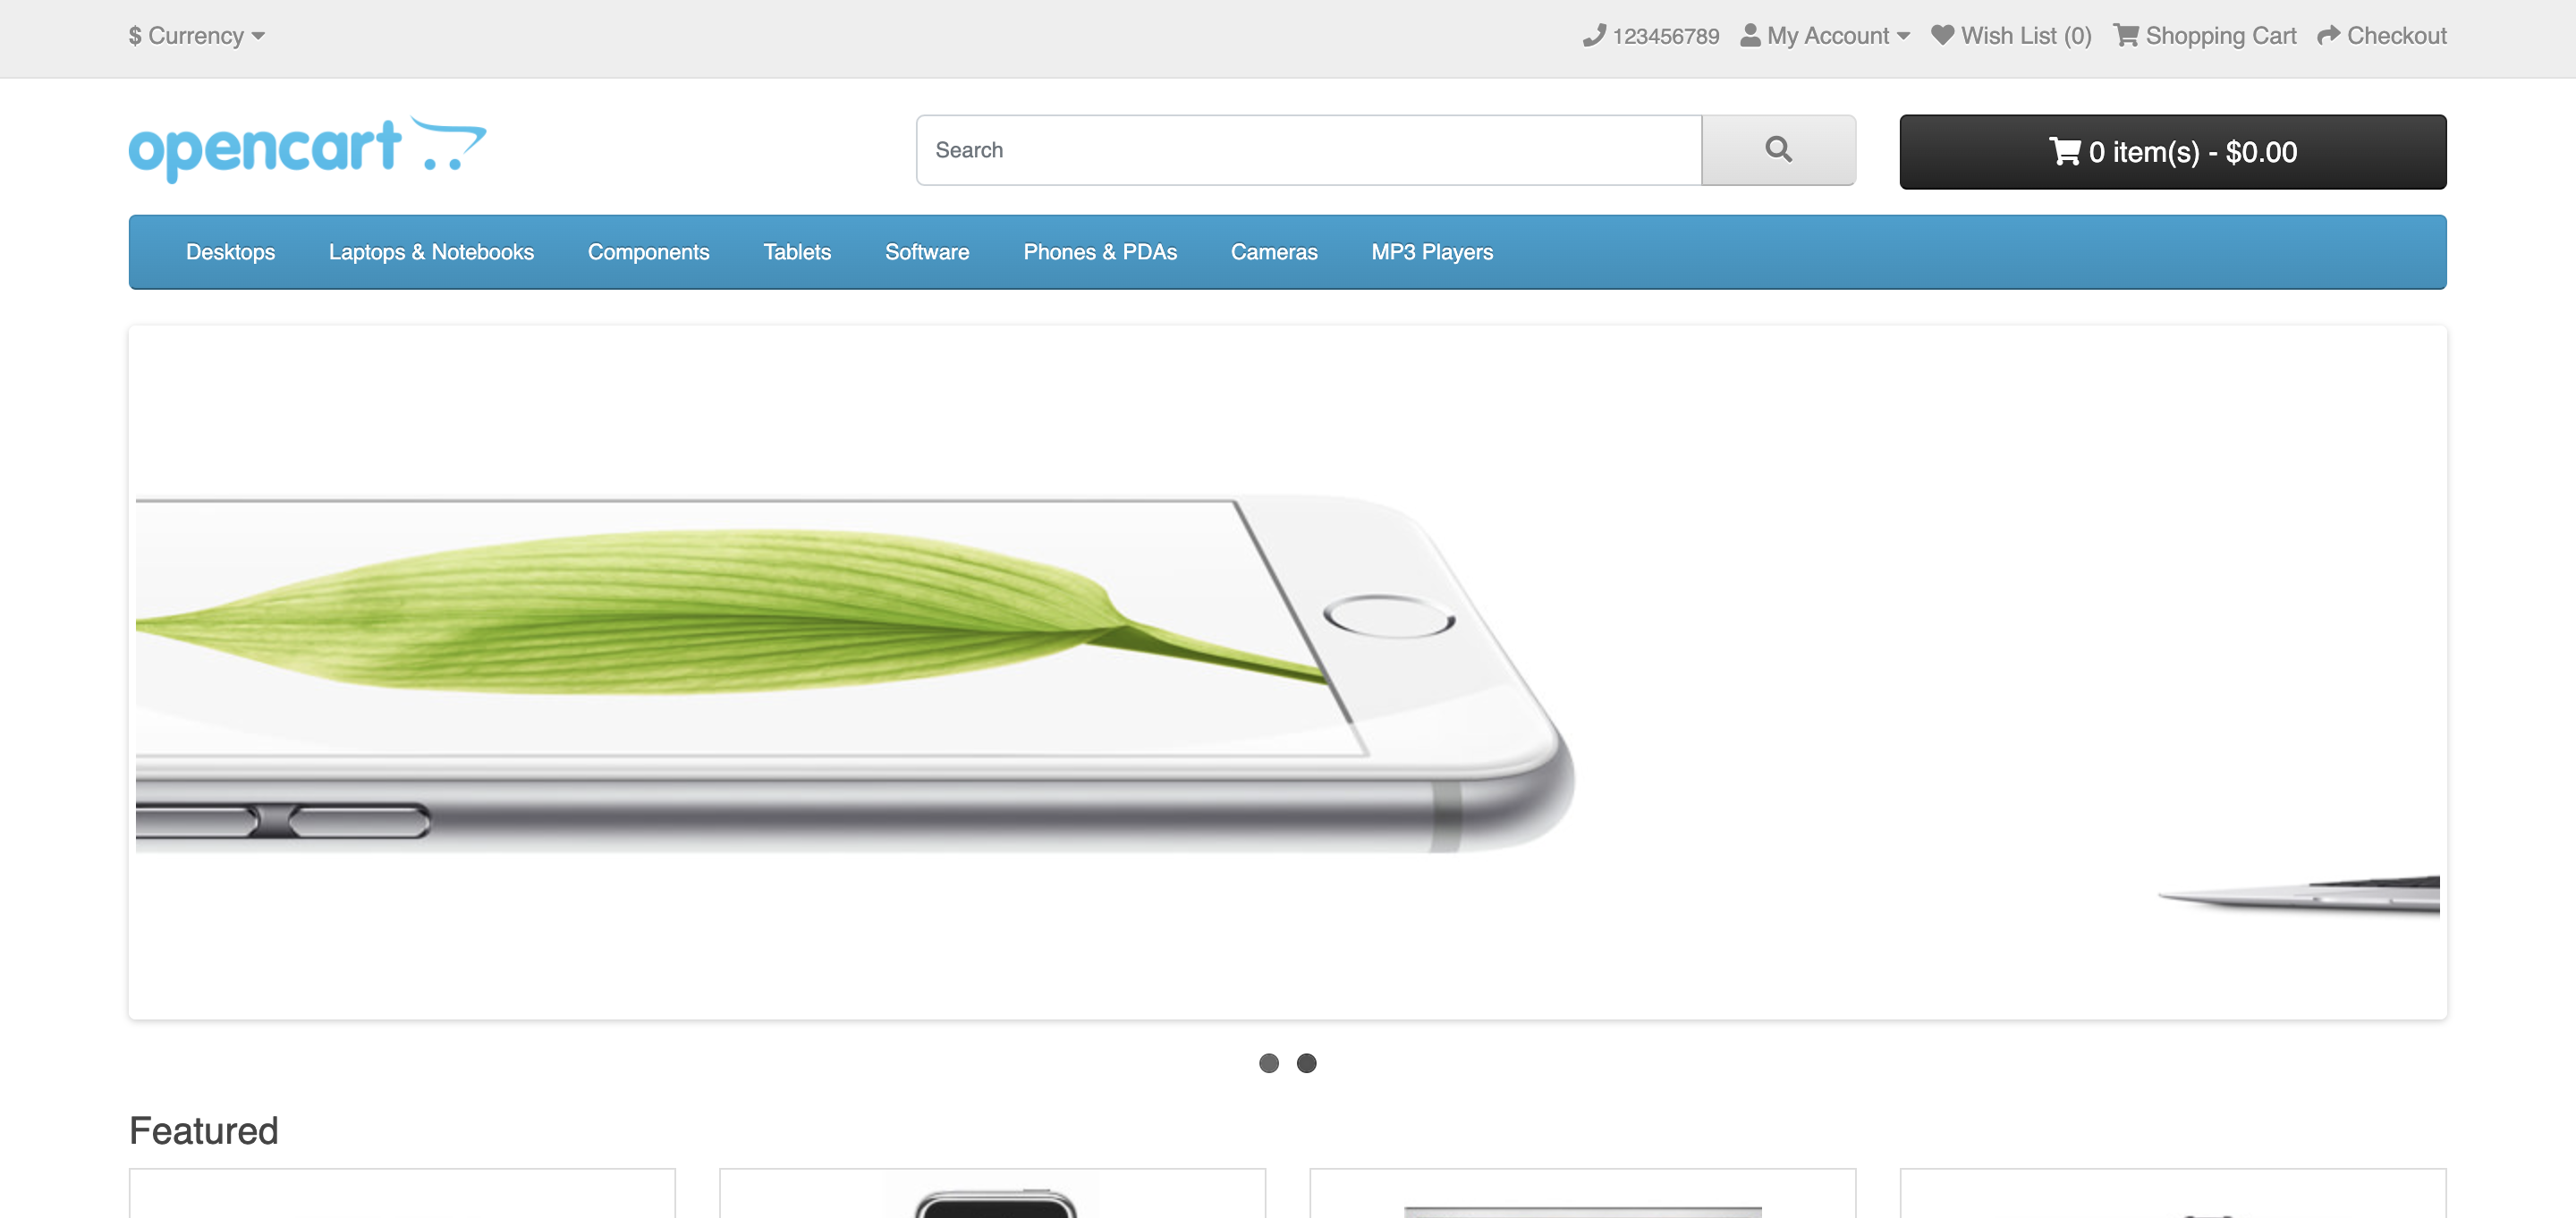 $ Currency
123456789 My Account Wish List (0) Shopping Cart Checkout
opencart
Search
0 item(s) - $0.00
Desktops Laptops & Notebooks Components Tablets Software Phones & PDAs Cameras MP3 Players
Featured